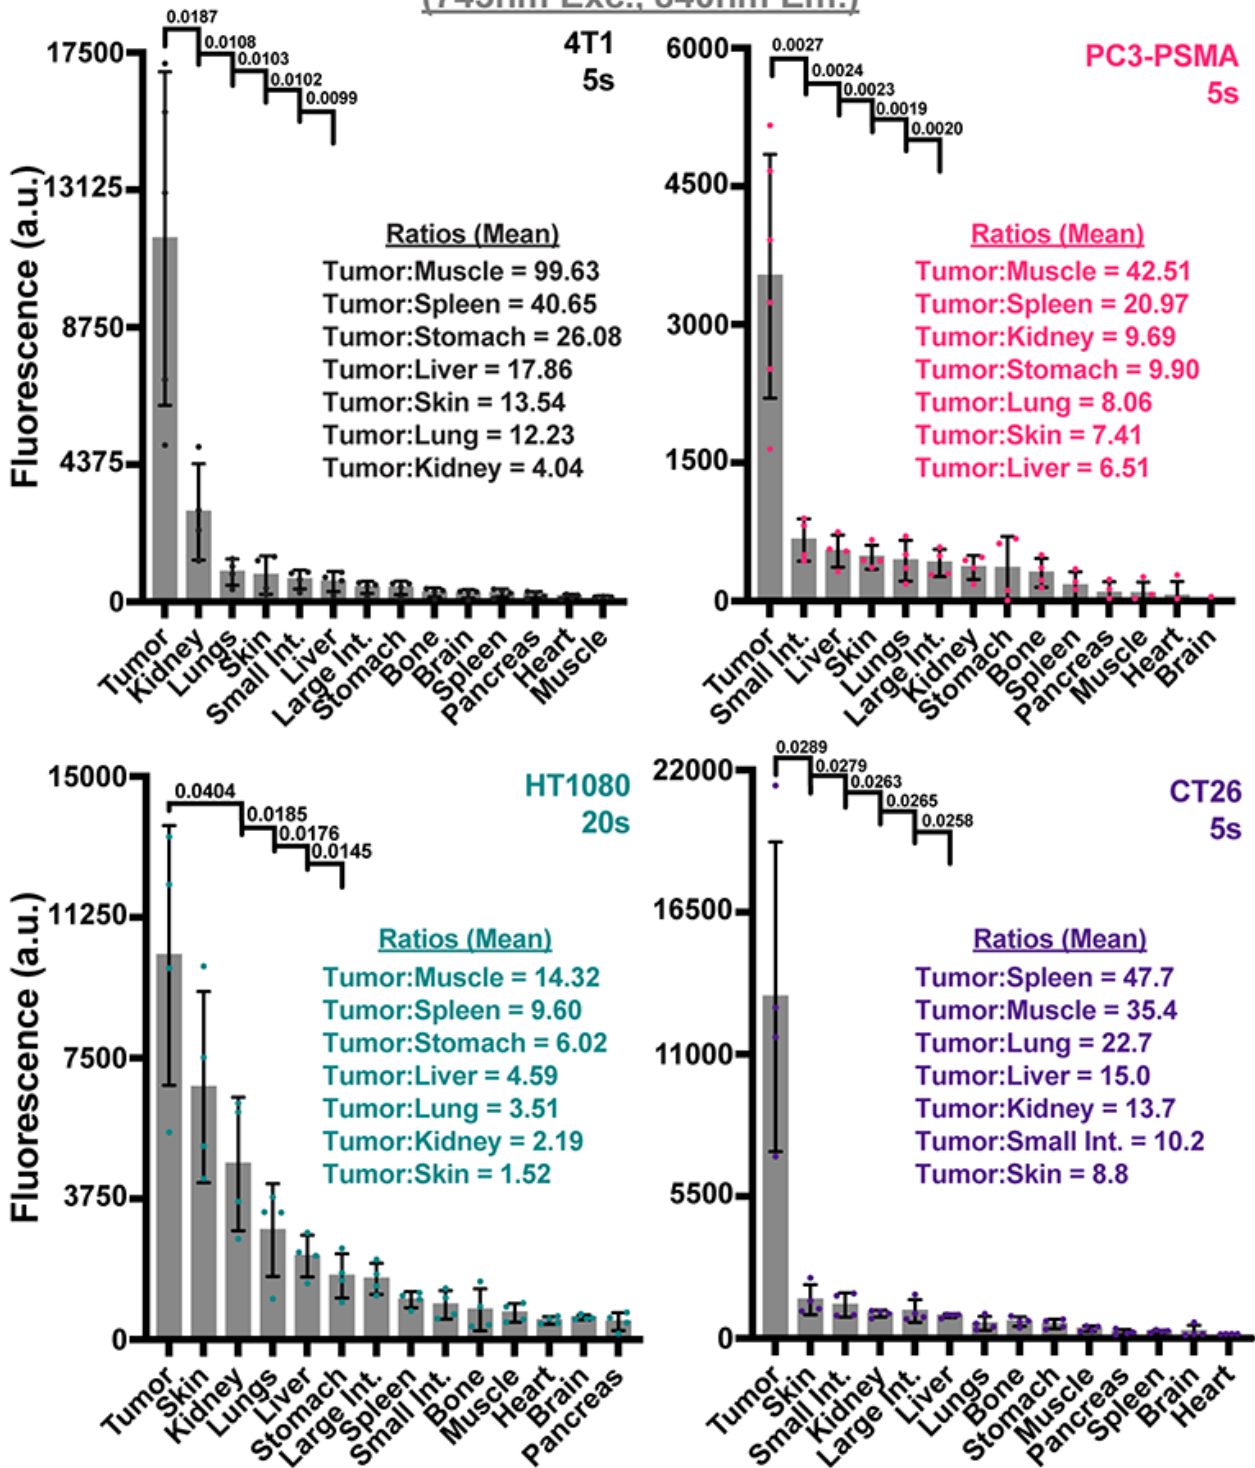 (745nm Exc., 840nm Em.)
4T1
5s
Fluorescence (a.u.)
17500
13125
8750
4375
0
0.0187
0.0108
0.0103
0.0102
0.0099
Ratios (Mean)
Tumor:Muscle = 99.63
Tumor:Spleen = 40.65
Tumor:Stomach = 26.08
Tumor:Liver = 17.86
Tumor:Skin = 13.54
Tumor:Lung = 12.23
Tumor:Kidney = 4.04
Tumor
Kidney
Lungs
Skin
Small Int.
Liver
Large Int.
Stomach
Bone
Brain
Spleen
Pancreas
Heart
Muscle
PC3-PSMA
5s
6000
4500
3000
1500
0
0.0027
0.0024
0.0023
0.0019
0.0020
Ratios (Mean)
Tumor:Muscle = 42.51
Tumor:Spleen = 20.97
Tumor:Kidney = 9.69
Tumor:Stomach = 9.90
Tumor:Lung = 8.06
Tumor:Skin = 7.41
Tumor:Liver = 6.51
Tumor
Small Int.
Liver
Skin
Lungs
Large Int.
Kidney
Stomach
Bone
Spleen
Pancreas
Muscle
Heart
Brain
HT1080
20s
Fluorescence (a.u.)
15000
11250
7500
3750
0
0.0404
0.0185
0.0176
0.0145
Ratios (Mean)
Tumor:Muscle = 14.32
Tumor:Spleen = 9.60
Tumor:Stomach = 6.02
Tumor:Liver = 4.59
Tumor:Lung = 3.51
Tumor:Kidney = 2.19
Tumor:Skin = 1.52
Tumor
Skin
Kidney
Lungs
Liver
Stomach
Large Int.
Spleen
Small Int.
Bone
Muscle
Heart
Brain
Pancreas
CT26
5s
22000
16500
11000
5500
0
0.0289
0.0279
0.0263
0.0265
0.0258
Ratios (Mean)
Tumor:Spleen = 47.7
Tumor:Muscle = 35.4
Tumor:Lung = 22.7
Tumor:Liver = 15.0
Tumor:Kidney = 13.7
Tumor:Small Int. = 10.2
Tumor:Skin = 8.8
Tumor
Skin
Small Int.
Kidney
Large Int.
Liver
Lungs
Bone
Stomach
Muscle
Pancreas
Spleen
Brain
Heart